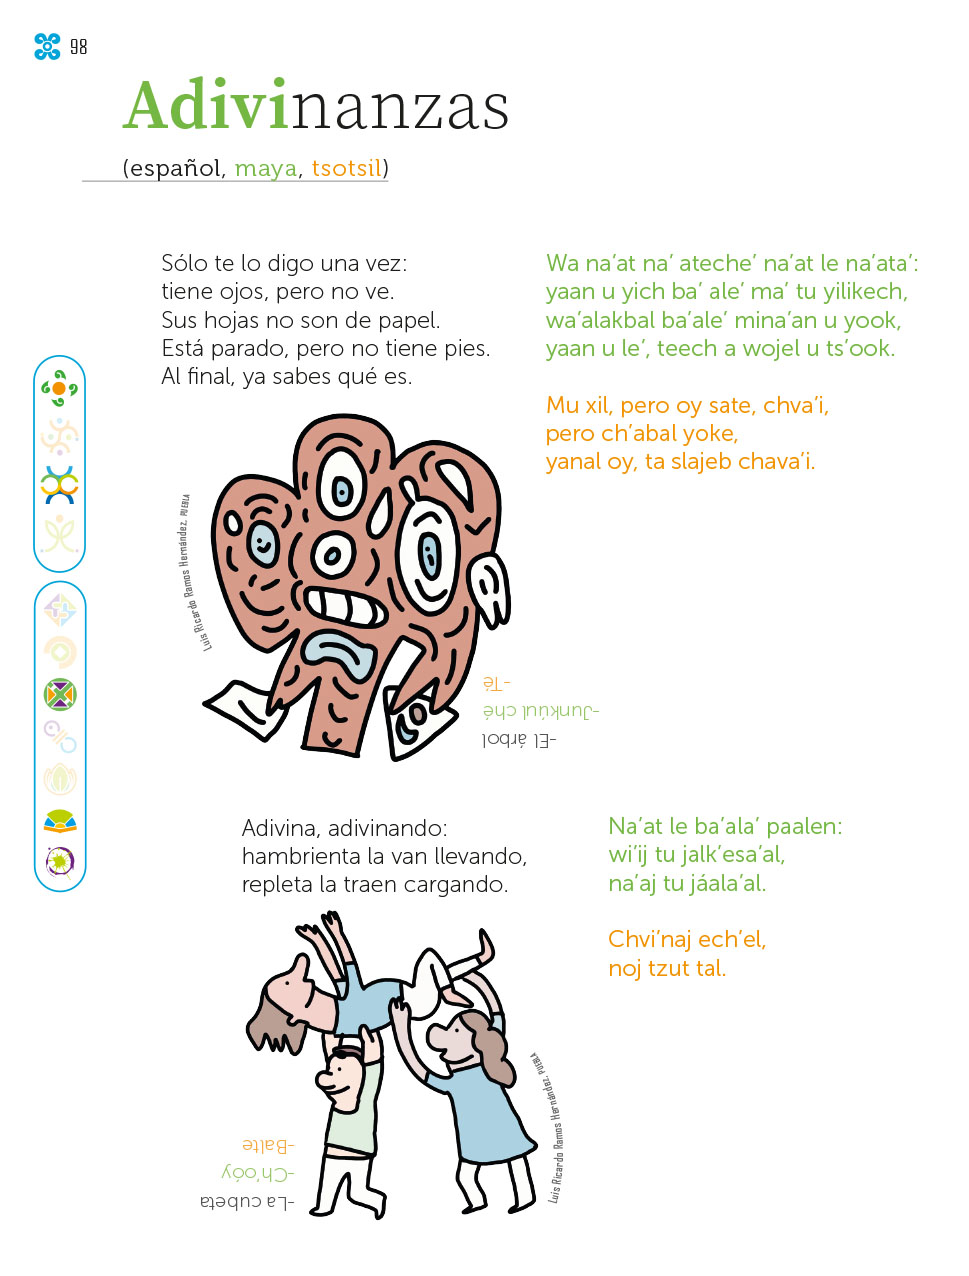 98
Adivinanzas
(español, maya, tsotsil)
Sólo te lo digo una vez:
tiene ojos, pero no ve.
Sus hojas no son de papel.
Está parado, pero no tiene pies.
Al final, ya sabes qué es.
Wa na’at na’ ateche’ na’at le na’ata’:
yaan u yich ba’ ale’ ma’ tu yilikech,
wa’alakbal ba’ale’ mina’an u yook,
yaan u le’, teech a wojel u ts’ook.
Mu xil, pero oy sate, chva’i,
pero ch’abal yoke,
yanal oy, ta slajeb chava’i.
Luis Ricardo Ramos Hernández, PUEBLA
-El árbol
-Junkúul ché
-Té
Adivina, adivinando:
hambrienta la van llevando,
repleta la traen cargando.
Na’at le ba’ala’ paalen:
wi’ij tu jalk’esa’al,
na’aj tu jáala’al.
Chvi’naj ech’el,
noj tzut tal.
Luis Ricardo Ramos Hernández, PUEBLA
-La cubeta
-Ch’oóy
-Balte